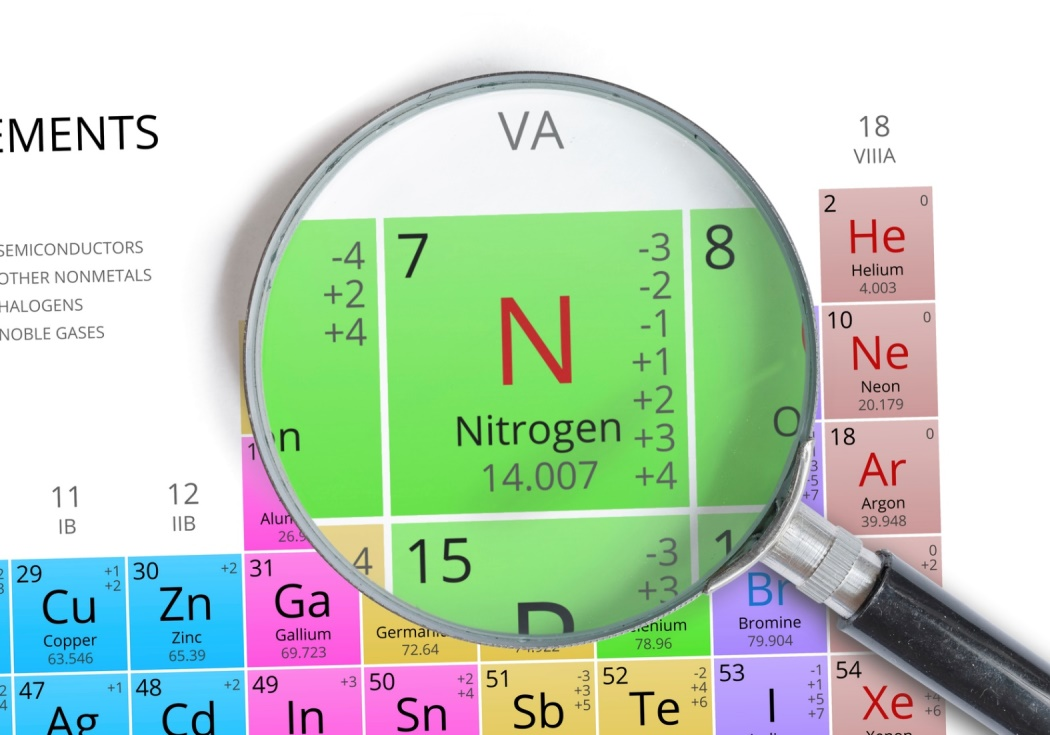 EMENTS
SEMICONDUCTORS
OTHER NONMETALS
HALOGENS
NOBLE GASES
VA
18
VIIIA
-4
+2
+4
7
-3
-2
-1
+1
+2
+3
+4
N
Nitrogen
14.007
8
15
-3
+3
2 0
He
Helium
4.003
10 0
Ne
Neon
20.179
18 0
Ar
Argon
39.948
0
+2
11
IB
12
IIB
29 +1
+2
Cu
Copper
63.546
30 +2
Zn
Zinc
65.39
31
Ga
Gallium
69.723
4
72.64
78.96
Br
Bromine
79.904
47 +1
Ag
48 +2
Cd
49 +3
In
50 +2
+4
Sn
51 -3
+3
+5
Sb
52 -2
+4
+6
Te
53 -1
+1
+5
+7
I
54
Xe
+4
+6